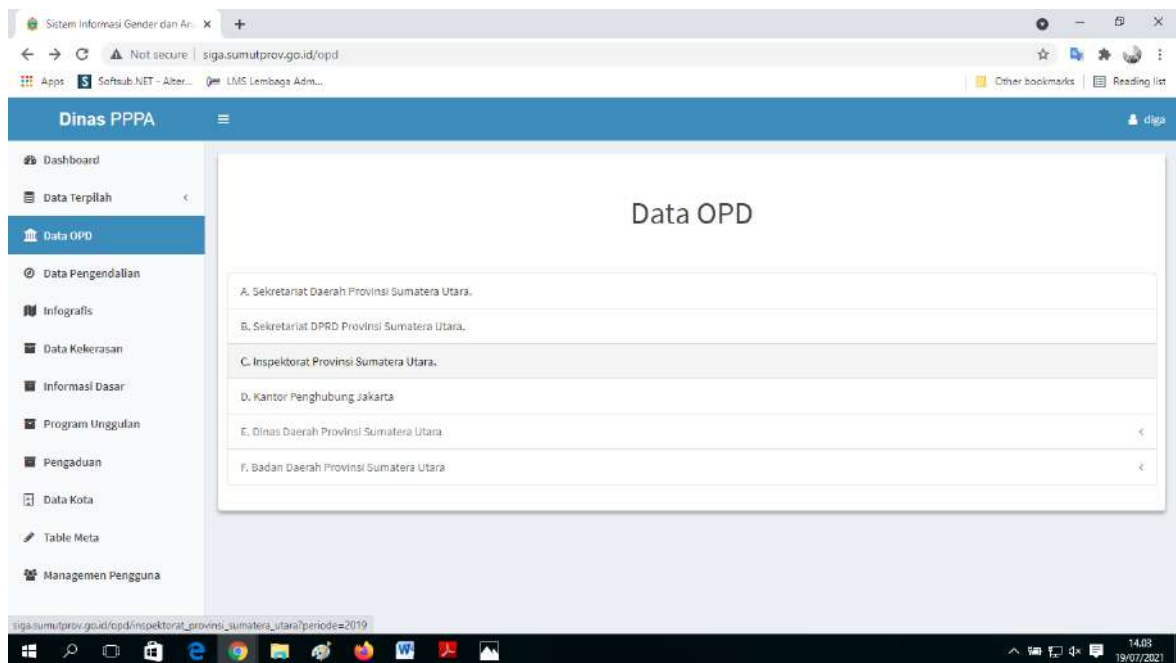 Sistem Informasi Gender dan An
Not secure | siga.sumutprov.go.id/opd
Apps Softsub.NET - Alter... LMS Lembaga Adm... Other bookmarks Reading list
Dinas PPPA diga
Dashboard
Data Terpilah
Data OPD
Data Pengendalian
Infografis
Data Kekerasan
Informasi Dasar
Program Unggulan
Pengaduan
Data Kota
Table Meta
Managemen Pengguna
Data OPD
A. Sekretariat Daerah Provinsi Sumatera Utara.
B. Sekretariat DPRD Provinsi Sumatera Utara.
C. Inspektorat Provinsi Sumatera Utara.
D. Kantor Penghubung Jakarta
E. Dinas Daerah Provinsi Sumatera Utara
F. Badan Daerah Provinsi Sumatera Utara
siga.sumutprov.go.id/opd/inspektorat_provinsi_sumatera_utara?periode=2019
14.03
19/07/2021